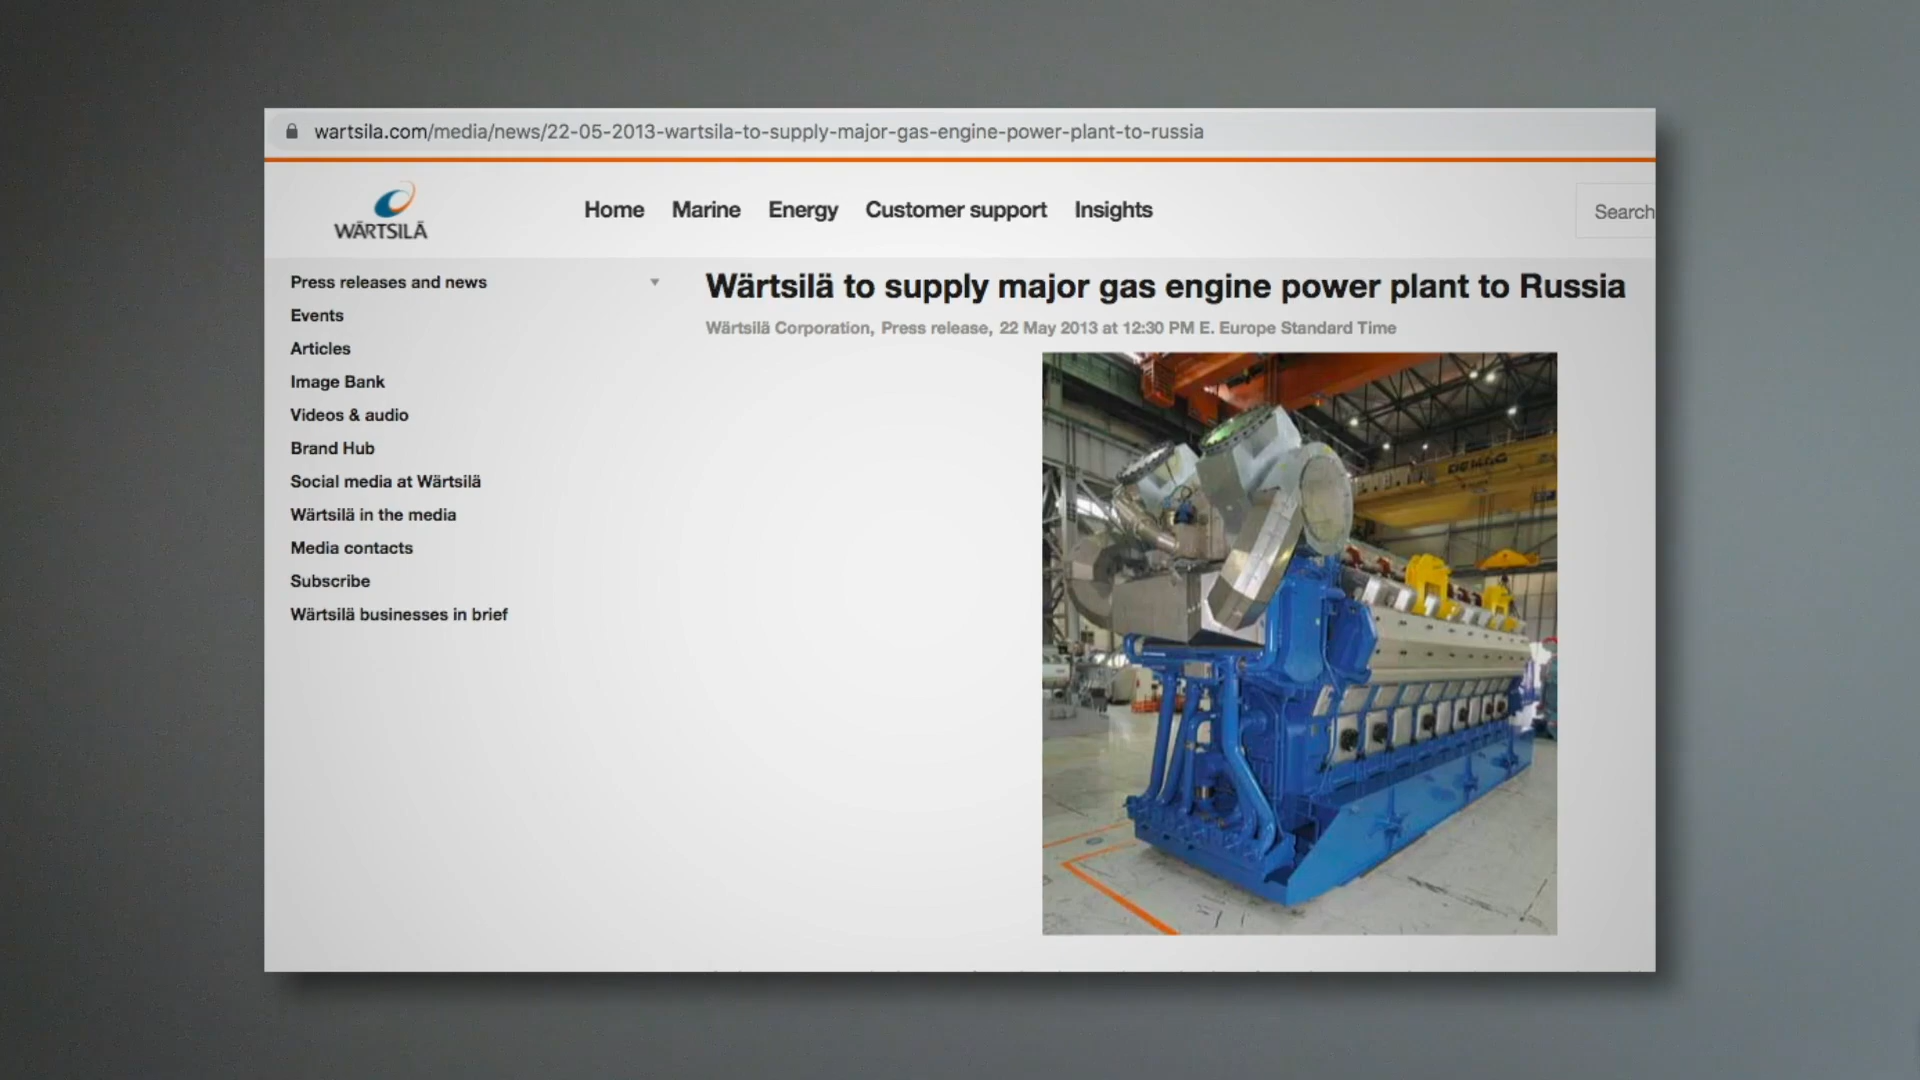 wartsila.com/media/news/22-05-2013-wartsila-to-supply-major-gas-engine-power-plant-to-russia
WÄRTSILÄ
Home Marine Energy Customer support Insights
Search
Press releases and news
Events
Articles
Image Bank
Videos & audio
Brand Hub
Social media at Wärtsilä
Wärtsilä in the media
Media contacts
Subscribe
Wärtsilä businesses in brief
Wärtsilä to supply major gas engine power plant to Russia
Wärtsilä Corporation, Press release, 22 May 2013 at 12:30 PM E. Europe Standard Time
DEMAG